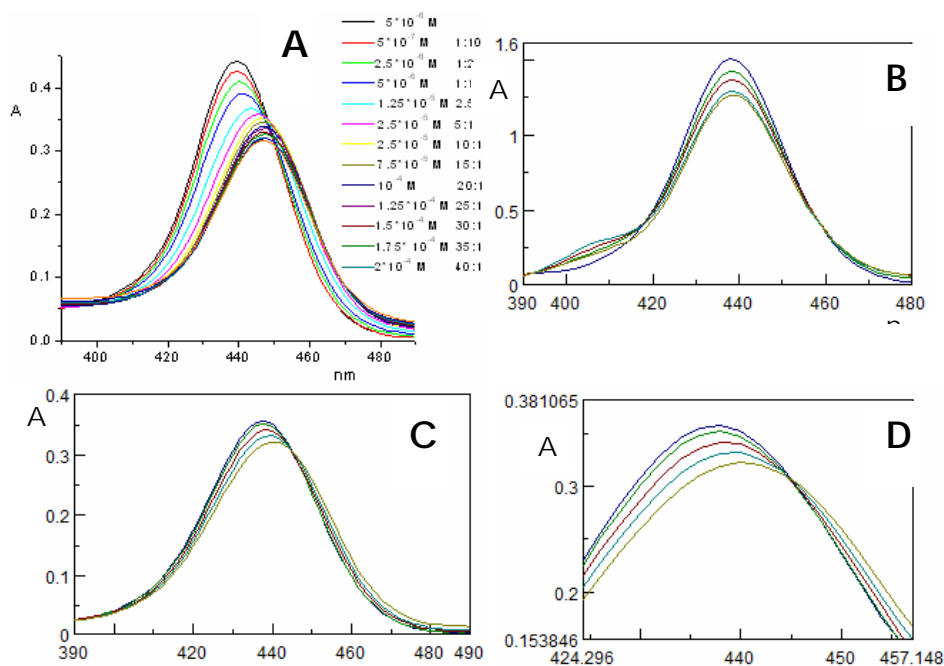 A
5*10⁻⁶ M
5*10⁻⁷ M 1:10
2.5*10⁻⁶ M 1:2
5*10⁻⁶ M 1:1
1.25*10⁻⁵ M 2.5
2.5*10⁻⁵ M 5:1
2.5*10⁻⁵ M 10:1
7.5*10⁻⁵ M 15:1
10⁻⁴ M 20:1
1.25*10⁻⁴ M 25:1
1.5*10⁻⁴ M 30:1
1.75* 10⁻⁴ M 35:1
2*10⁻⁴ M 40:1
A
0.4
0.3
0.2
0.1
0.0
400 420 440 460 480
nm
B
A
1.6
1
0.5
0
390 400 420 440 460 480
C
A
0.4
0.3
0.2
0.1
0
390 420 440 460 480 490
D
A
0.381065
0.3
0.2
0.153846
424.296 440 450 457.148